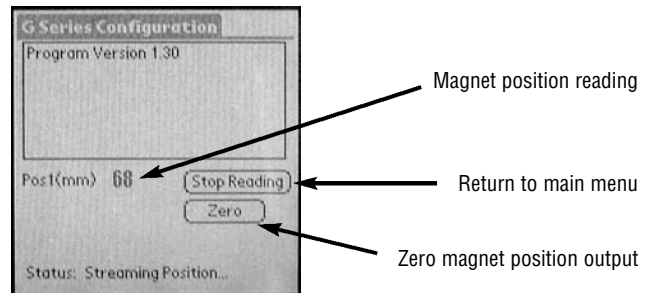 G Series Configuration
Program Version 1.30
Magnet position reading
Pos1(mm) 68
Stop Reading
Return to main menu
Zero
Zero magnet position output
Status: Streaming Position...